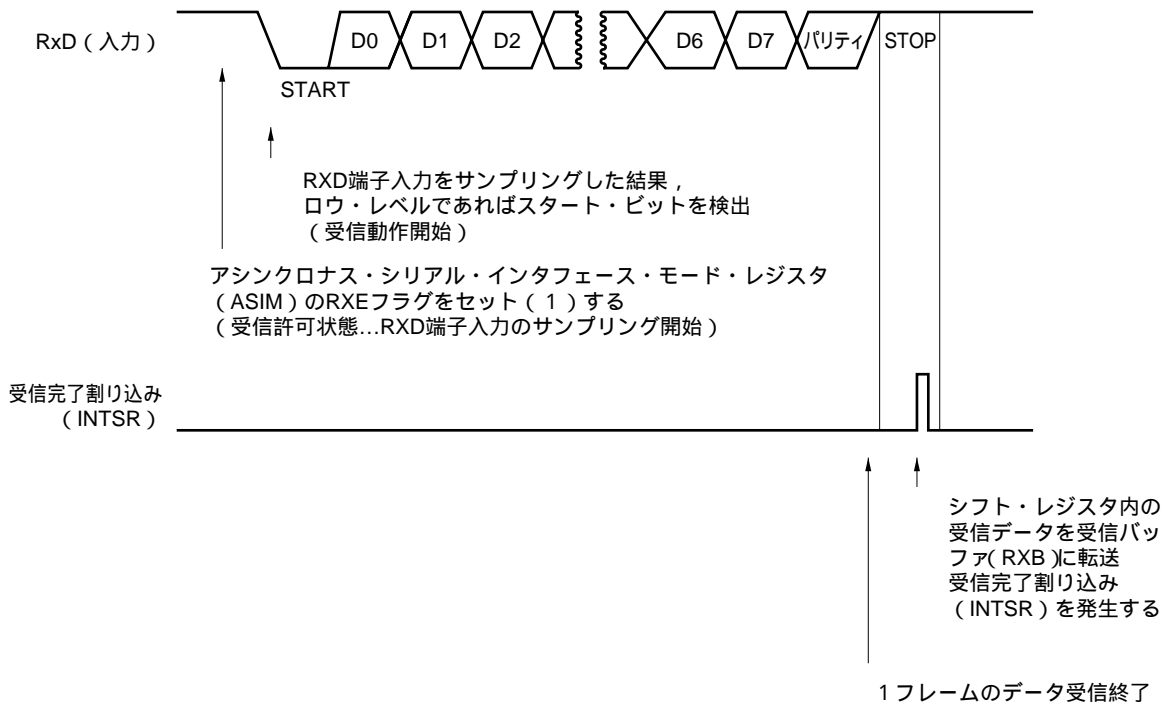 RxD（入力）
D0 D1 D2 D6 D7 パリティ STOP
START
RXD端子入力をサンプリングした結果，
ロウ・レベルであればスタート・ビットを検出
（受信動作開始）
アシンクロナス・シリアル・インタフェース・モード・レジスタ
（ASIM）のRXEフラグをセット（1）する
（受信許可状態…RXD端子入力のサンプリング開始）
受信完了割り込み
（INTSR）
シフト・レジスタ内の
受信データを受信バッ
ファ(RXB)に転送
受信完了割り込み
（INTSR）を発生する
1フレームのデータ受信終了